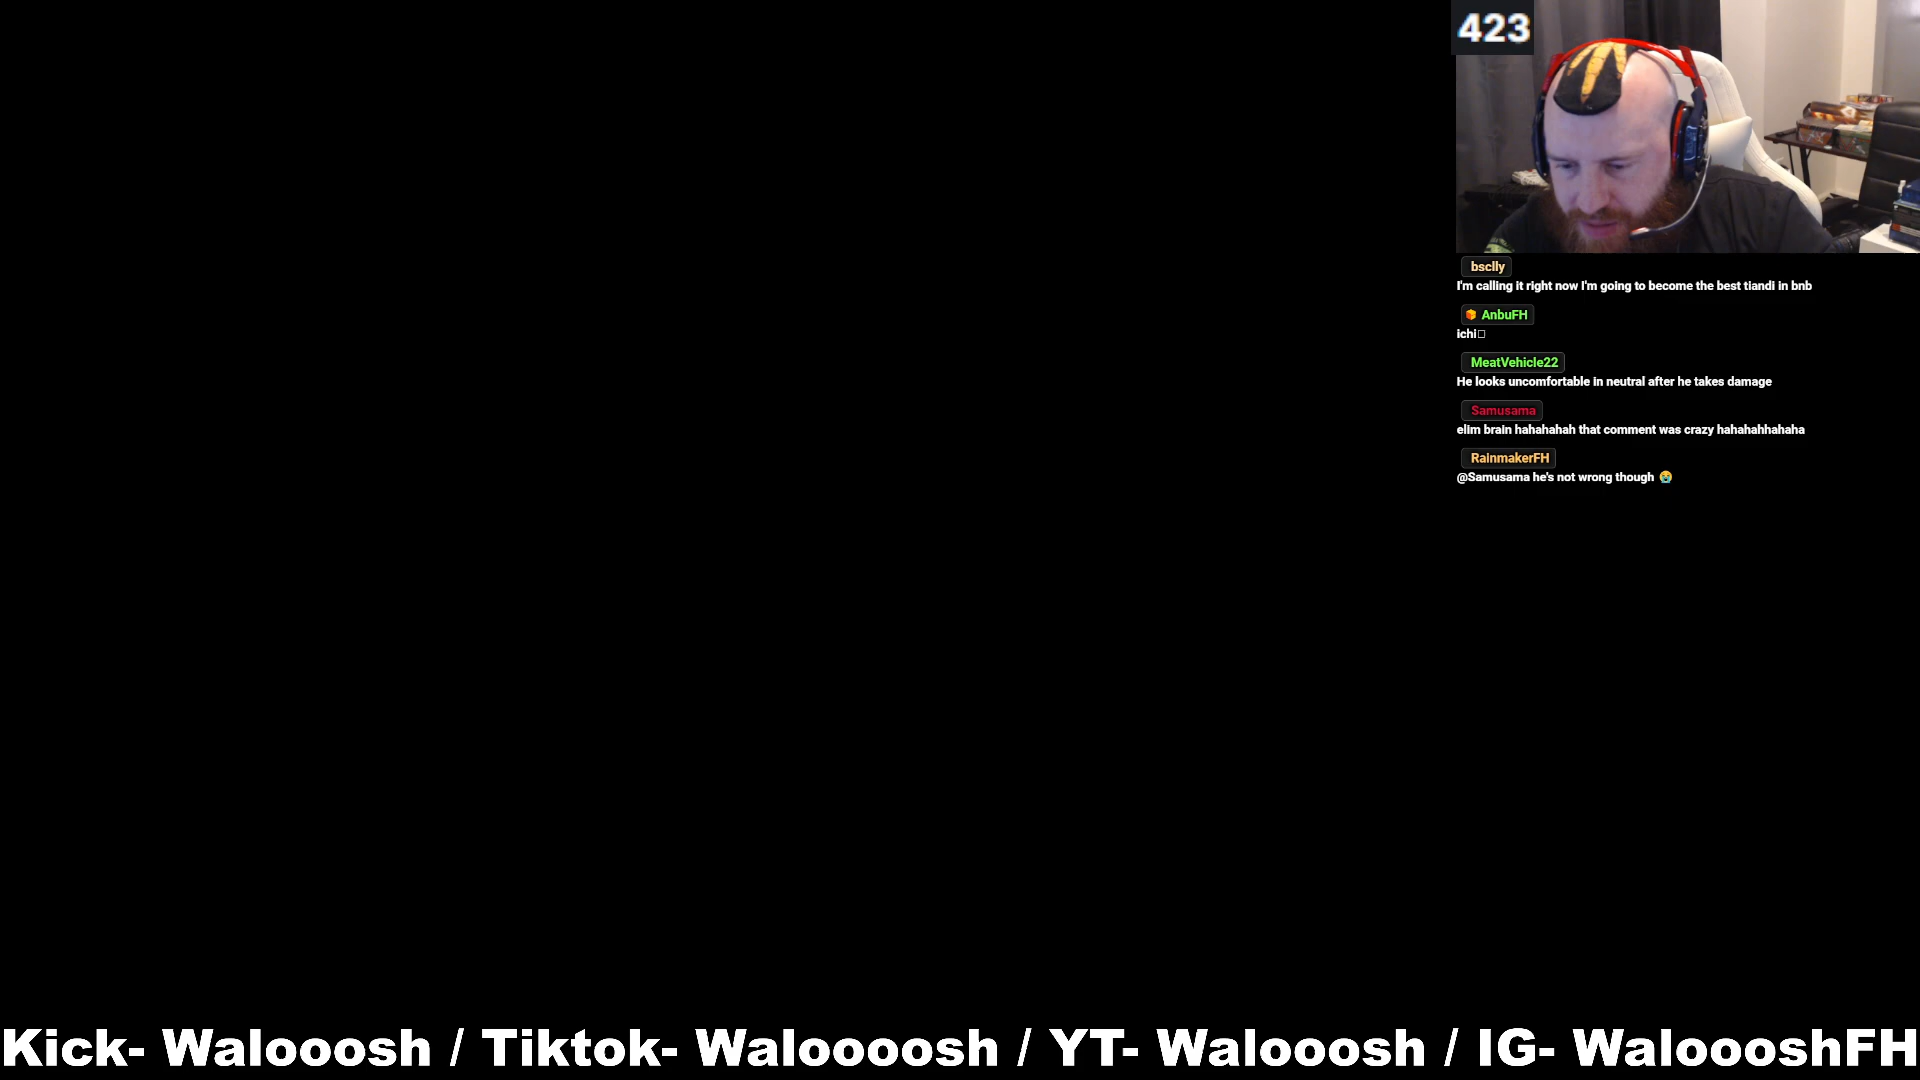 423
bsclly
I'm calling it right now I'm going to become the best tiandi in bnb
AnbuFH
ichi
MeatVehicle22
He looks uncomfortable in neutral after he takes damage
Samusama
elim brain hahahahah that comment was crazy hahahahhahaha
RainmakerFH
@Samusama he's not wrong though 😭
Kick- Walooosh / Tiktok- Waloooosh / YT- Walooosh / IG- WaloooshFH